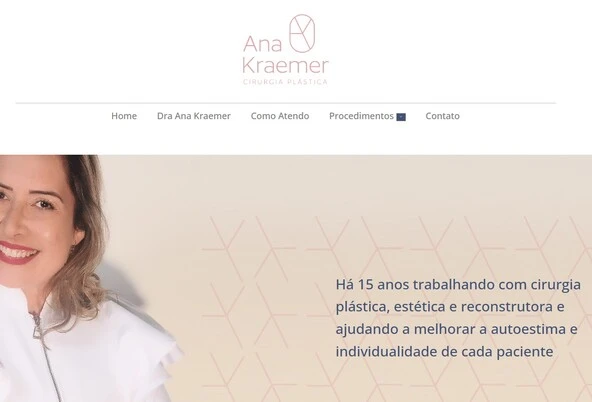 Ana
Kraemer
CIRURGIA PLÁSTICA
Home Dra Ana Kraemer Como Atendo Procedimentos Contato
Há 15 anos trabalhando com cirurgia
plástica, estética e reconstrutora e
ajudando a melhorar a autoestima e
individualidade de cada paciente